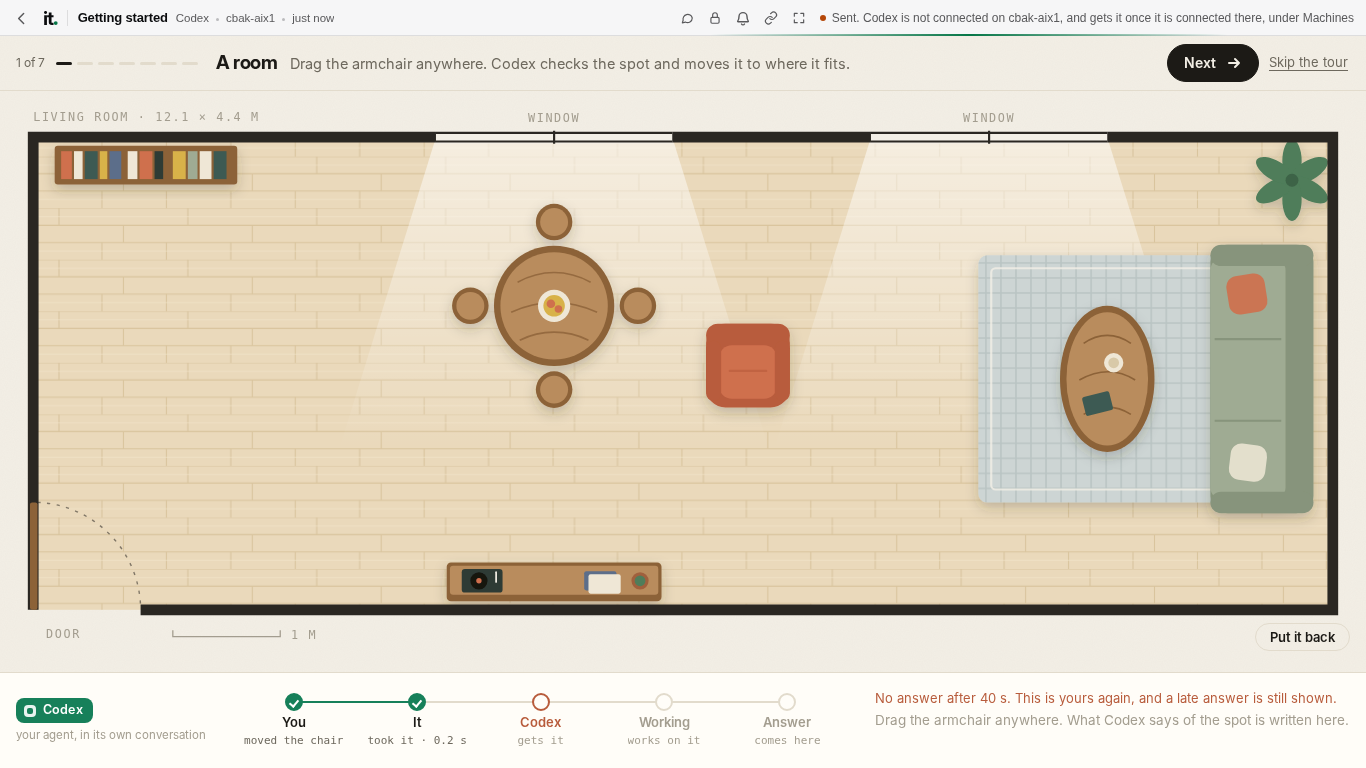 it. Getting started Codex • cbak-aix1 • just now
Sent. Codex is not connected on cbak-aix1, and gets it once it is connected there, under Machines
1 of 7
A room Drag the armchair anywhere. Codex checks the spot and moves it to where it fits.
Next →
Skip the tour
LIVING ROOM · 12.1 × 4.4 M
WINDOW
WINDOW
DOOR
1 M
Put it back
Codex
your agent, in its own conversation
You
moved the chair
It
took it · 0.2 s
Codex
gets it
Working
works on it
Answer
comes here
No answer after 40 s. This is yours again, and a late answer is still shown.
Drag the armchair anywhere. What Codex says of the spot is written here.